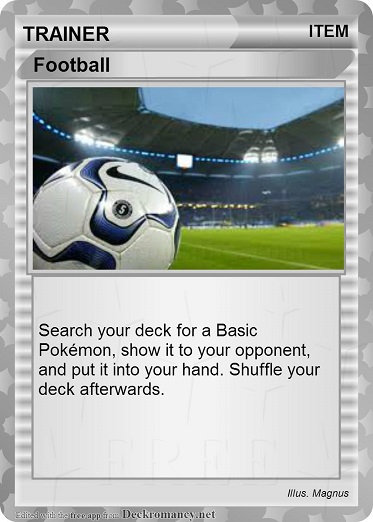 TRAINER ITEM
Football
Search your deck for a Basic
Pokémon, show it to your opponent,
and put it into your hand. Shuffle your
deck afterwards.
FREE
Illus. Magnus
Edited with the free app from Deckromancy.net